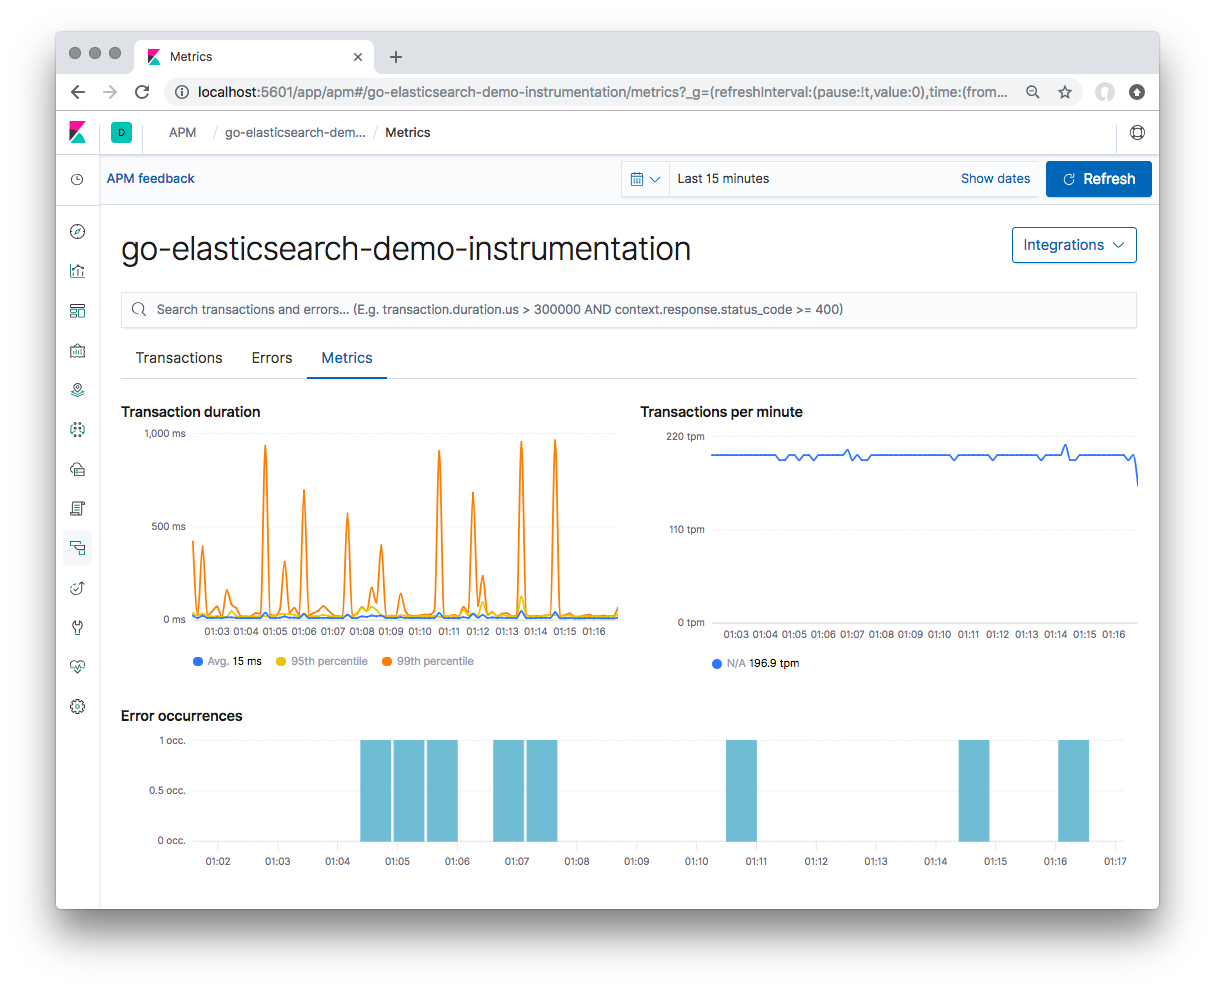 Metrics
localhost:5601/app/apm#/go-elasticsearch-demo-instrumentation/metrics?_g=(refreshInterval:(pause:!t,value:0),time:(from...
D
APM / go-elasticsearch-dem... / Metrics
APM feedback
Last 15 minutes
Show dates
Refresh
go-elasticsearch-demo-instrumentation
Integrations
Search transactions and errors... (E.g. transaction.duration.us > 300000 AND context.response.status_code >= 400)
Transactions Errors Metrics
Transaction duration
1,000 ms
500 ms
0 ms
01:03 01:04 01:05 01:06 01:07 01:08 01:09 01:10 01:11 01:12 01:13 01:14 01:15 01:16
Avg. 15 ms 95th percentile 99th percentile
Transactions per minute
220 tpm
110 tpm
0 tpm
01:03 01:04 01:05 01:06 01:07 01:08 01:09 01:10 01:11 01:12 01:13 01:14 01:15 01:16
N/A 196.9 tpm
Error occurrences
1 occ.
0.5 occ.
0 occ.
01:02 01:03 01:04 01:05 01:06 01:07 01:08 01:09 01:10 01:11 01:12 01:13 01:14 01:15 01:16 01:17